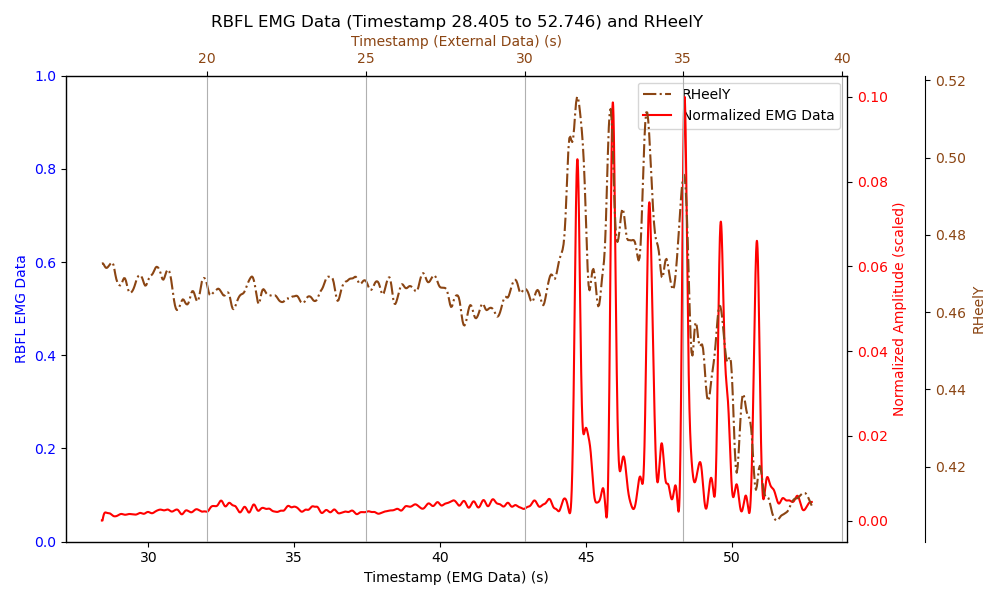 RBFL EMG Data (Timestamp 28.405 to 52.746) and RHeelY
Timestamp (External Data) (s)
20 25 30 35 40
RHeelY
Normalized EMG Data
RBFL EMG Data
1.0
0.8
0.6
0.4
0.2
0.0
0.10
0.08
0.06
0.04
0.02
0.00
Normalized Amplitude (scaled)
0.52
0.50
0.48
0.46
0.44
0.42
RHeelY
30 35 40 45 50
Timestamp (EMG Data) (s)